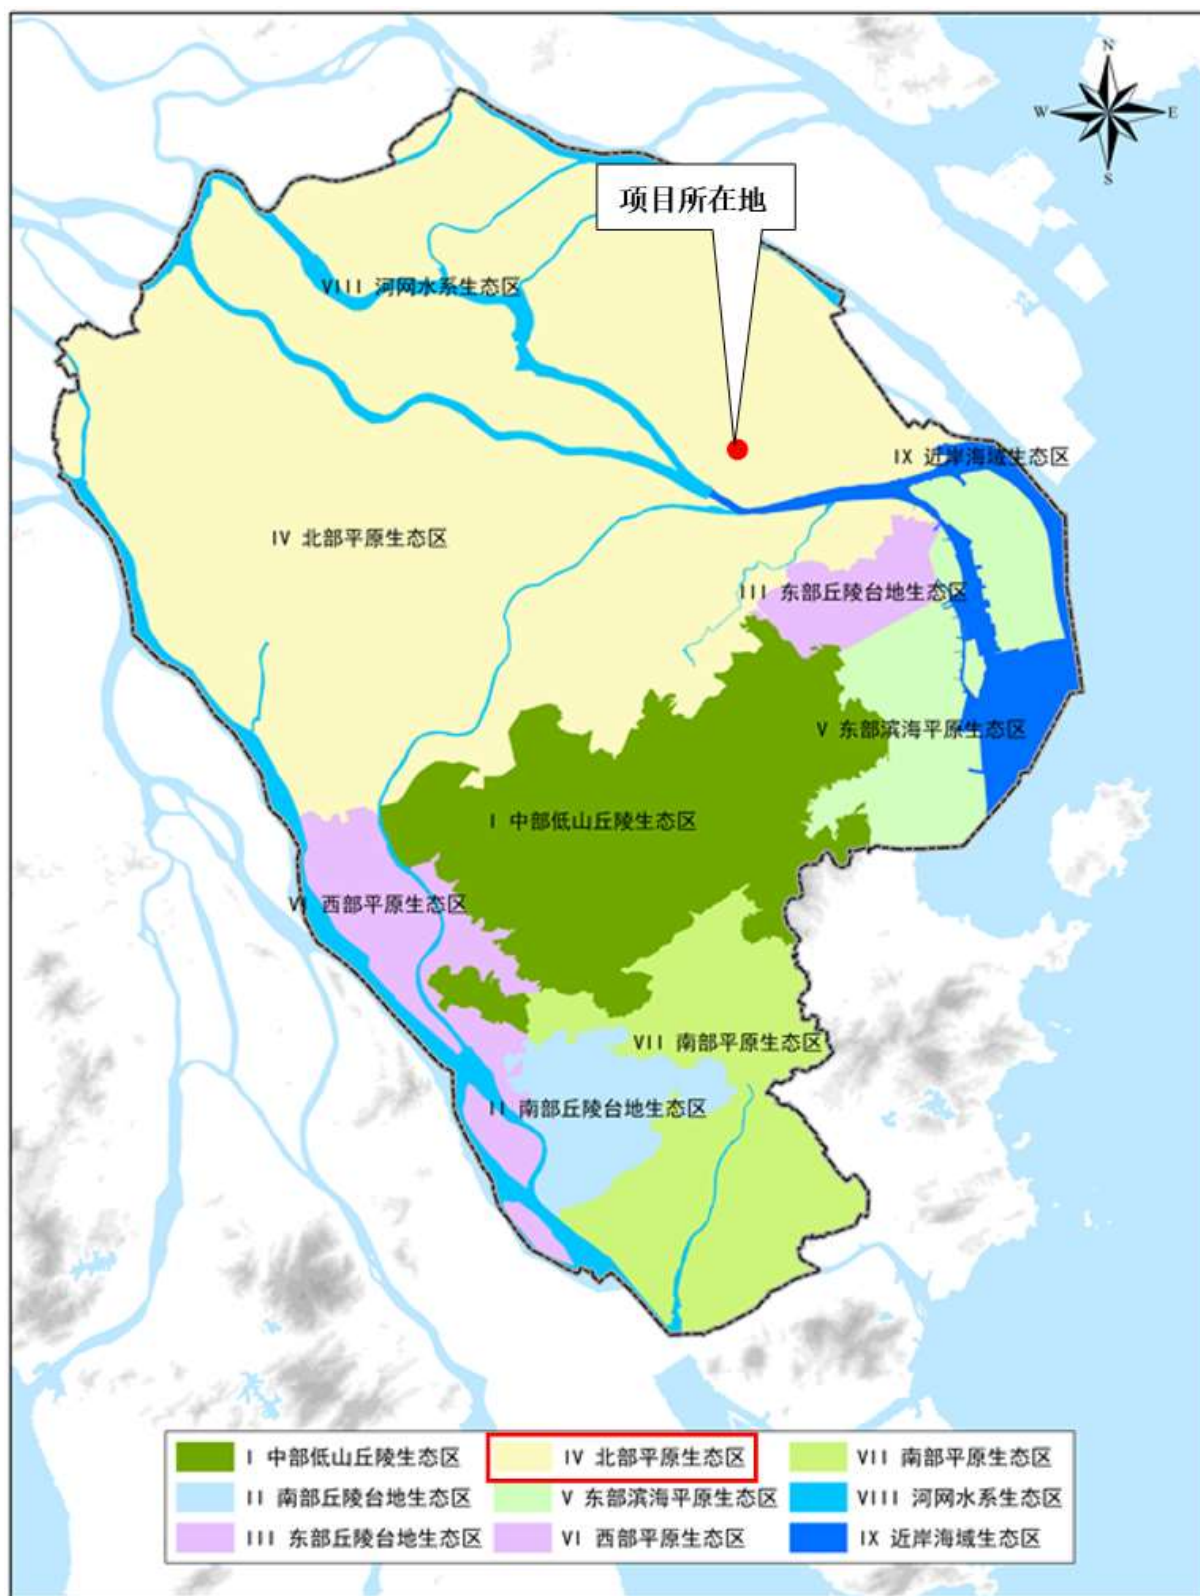 N
W
E
S
项目所在地
VIII 河网水系生态区
IX 近岸海域生态区
IV 北部平原生态区
III 东部丘陵台地生态区
V 东部滨海平原生态区
I 中部低山丘陵生态区
VI 西部平原生态区
VII 南部平原生态区
II 南部丘陵台地生态区
I 中部低山丘陵生态区
IV 北部平原生态区
VII 南部平原生态区
II 南部丘陵台地生态区
V 东部滨海平原生态区
VIII 河网水系生态区
III 东部丘陵台地生态区
VI 西部平原生态区
IX 近岸海域生态区